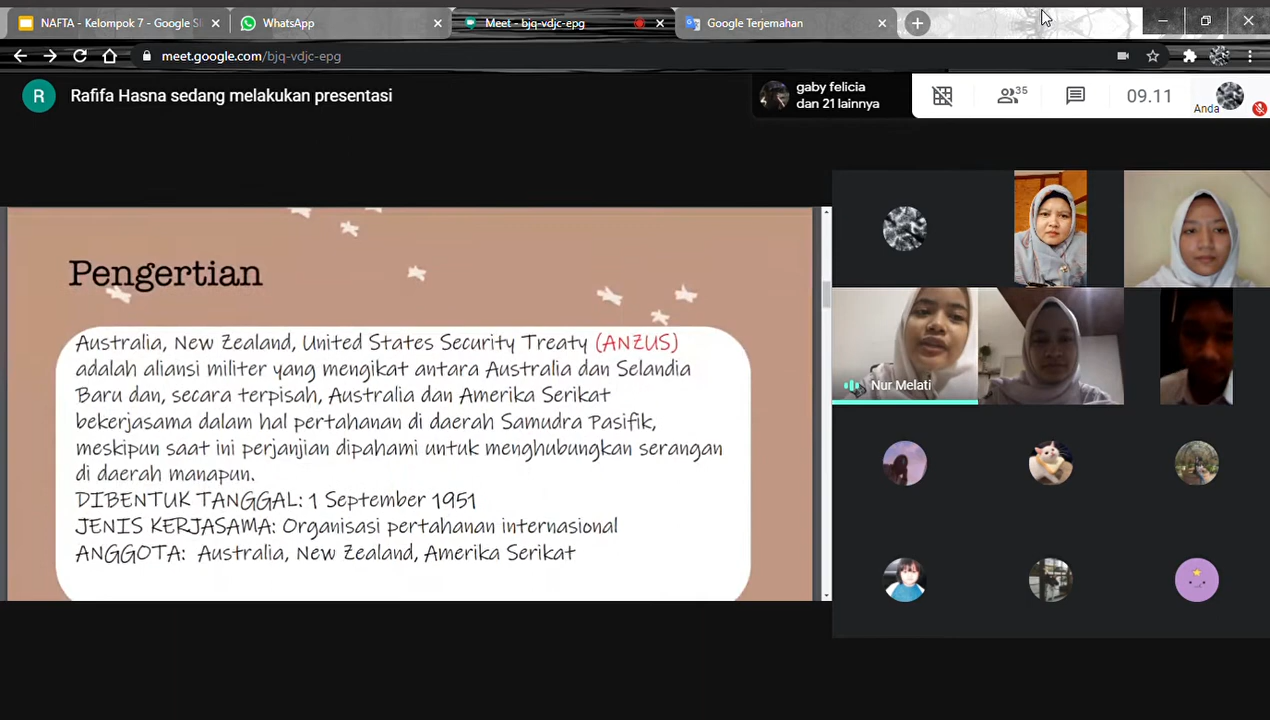 NAFTA - Kelompok 7 - Google Sl
WhatsApp
Meet - bjq-vdjc-epg
Google Terjemahan
meet.google.com/bjq-vdjc-epg
R
Rafifa Hasna sedang melakukan presentasi
gaby felicia
dan 21 lainnya
35
09.11
Anda
Pengertian
Australia, New Zealand, United States Security Treaty (ANZUS)
adalah aliansi militer yang mengikat antara Australia dan Selandia
Baru dan, secara terpisah, Australia dan Amerika Serikat
bekerjasama dalam hal pertahanan di daerah Samudra Pasifik,
meskipun saat ini perjanjian dipahami untuk menghubungkan serangan
di daerah manapun.
DIBENTUK TANGGAL: 1 September 1951
JENIS KERJASAMA: Organisasi pertahanan internasional
ANGGOTA: Australia, New Zealand, Amerika Serikat
Nur Melati